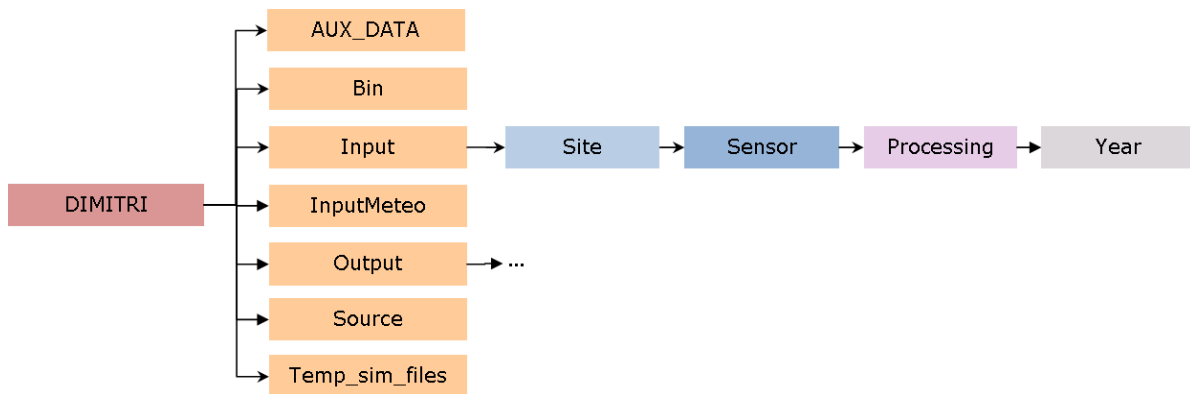 AUX_DATA
Bin
Input
Site
Sensor
Processing
Year
DIMITRI
InputMeteo
Output
...
Source
Temp_sim_files